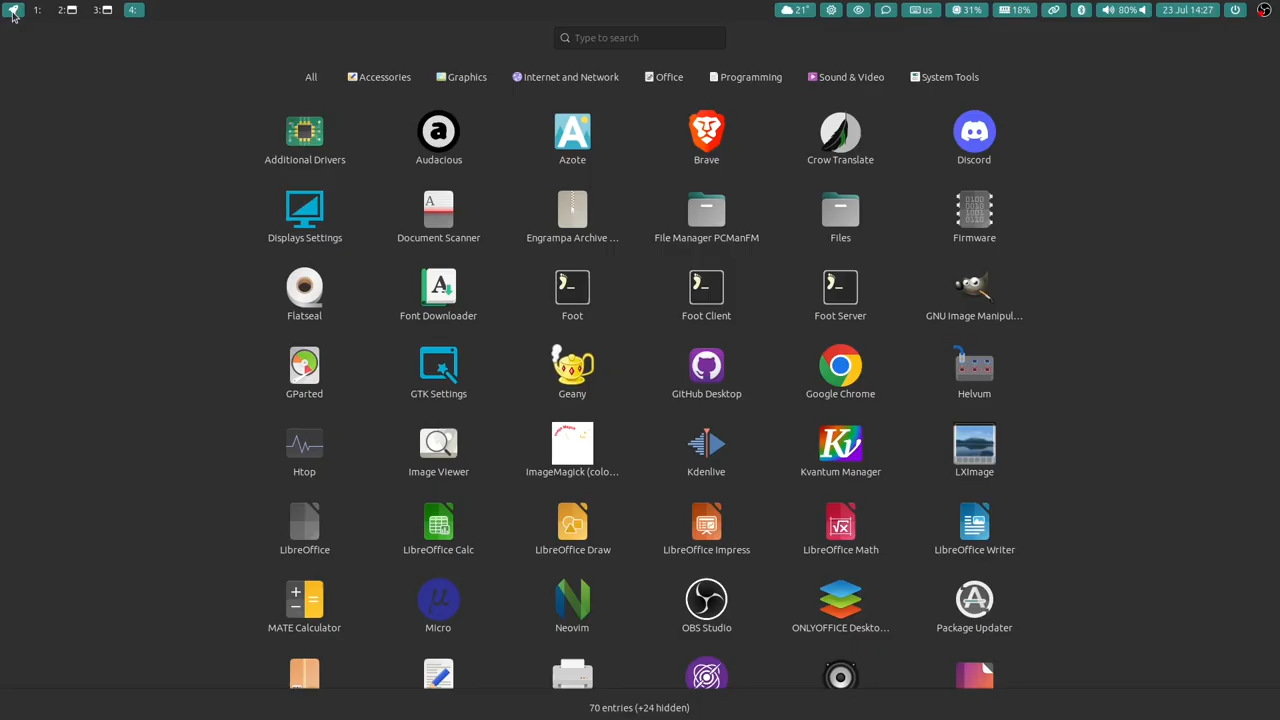 1: 2: 3: 4: 21° us 31% 18% 80% 23 Jul 14:27
Type to search
All Accessories Graphics Internet and Network Office Programming Sound & Video System Tools
Additional Drivers Audacious Azote Brave Crow Translate Discord
Displays Settings Document Scanner Engrampa Archive ... File Manager PCManFM Files Firmware
Flatseal Font Downloader Foot Foot Client Foot Server GNU Image Manipul...
GParted GTK Settings Geany GitHub Desktop Google Chrome Helvum
Htop Image Viewer ImageMagick (colo... Kdenlive Kvantum Manager LXImage
LibreOffice LibreOffice Calc LibreOffice Draw LibreOffice Impress LibreOffice Math LibreOffice Writer
MATE Calculator Micro Neovim OBS Studio ONLYOFFICE Deskto... Package Updater
70 entries (+24 hidden)